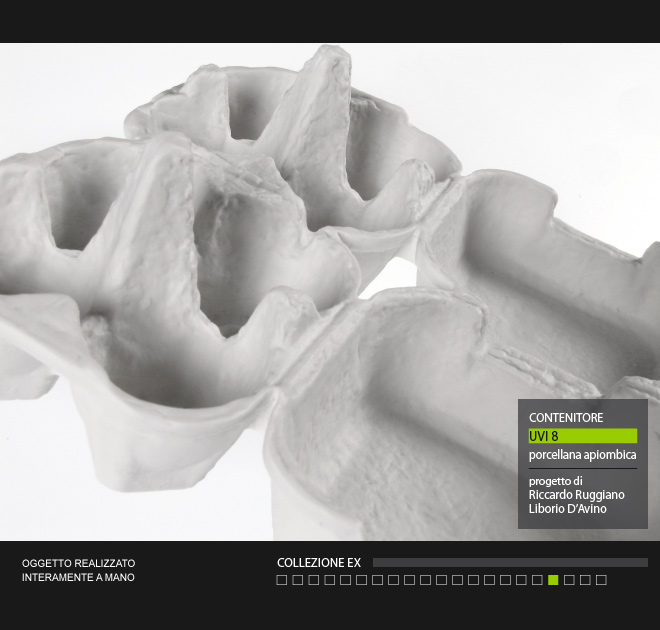 CONTENITORE
UVI 8
porcellana apiombica
progetto di
Riccardo Ruggiano
Liborio D'Avino
OGGETTO REALIZZATO
INTERAMENTE A MANO
COLLEZIONE EX